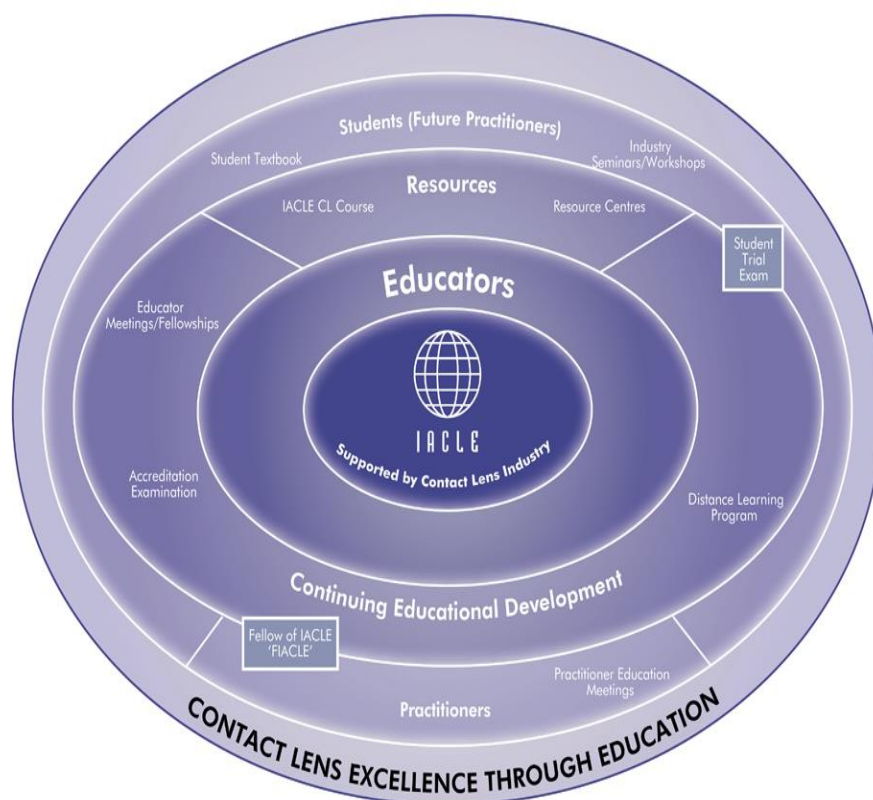 Students (Future Practitioners)
Student Textbook
Industry
Seminars/Workshops
Resources
IACLE CL Course
Resource Centres
Student
Trial
Exam
Educators
Educator
Meetings/Fellowships
IACLE
Supported by Contact Lens Industry
Accreditation
Examination
Distance Learning
Program
Continuing Educational Development
Fellow of IACLE
'FIACLE'
Practitioner Education
Meetings
Practitioners
CONTACT LENS EXCELLENCE THROUGH EDUCATION